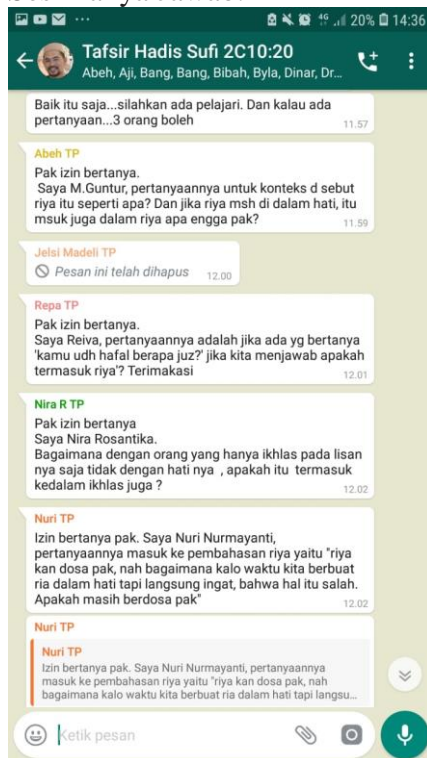 20% 14:36
Tafsir Hadis Sufi 2C10:20
Abeh, Aji, Bang, Bang, Bibah, Byla, Dinar, Dr...
Baik itu saja...silahkan ada pelajari. Dan kalau ada
pertanyaan...3 orang boleh
11.57
Abeh TP
Pak izin bertanya.
Saya M.Guntur, pertanyaannya untuk konteks d sebut
riya itu seperti apa? Dan jika riya msh di dalam hati, itu
msuk juga dalam riya apa engga pak?
11.59
Jelsi Madeli TP
Pesan ini telah dihapus 12.00
Repa TP
Pak izin bertanya.
Saya Reiva, pertanyaannya adalah jika ada yg bertanya
'kamu udh hafal berapa juz?' jika kita menjawab apakah
termasuk riya'? Terimakasi
12.01
Nira R TP
Pak izin bertanya
Saya Nira Rosantika.
Bagaimana dengan orang yang hanya ikhlas pada lisan
nya saja tidak dengan hati nya , apakah itu termasuk
kedalam ikhlas juga ?
12.02
Nuri TP
Izin bertanya pak. Saya Nuri Nurmayanti,
pertanyaannya masuk ke pembahasan riya yaitu "riya
kan dosa pak, nah bagaimana kalo waktu kita berbuat
ria dalam hati tapi langsung ingat, bahwa hal itu salah.
Apakah masih berdosa pak"
12.02
Nuri TP
Nuri TP
Izin bertanya pak. Saya Nuri Nurmayanti, pertanyaannya
masuk ke pembahasan riya yaitu "riya kan dosa pak, nah
bagaimana kalo waktu kita berbuat ria dalam hati tapi langsu...
Ketik pesan